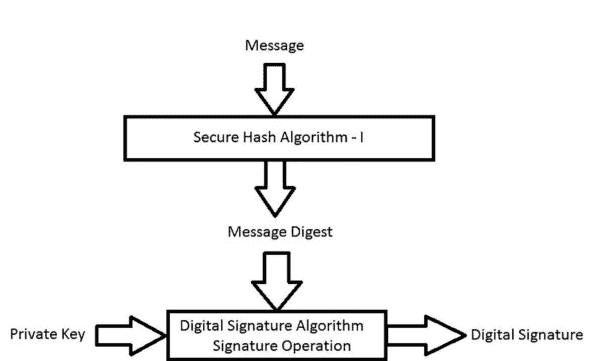 Message
Secure Hash Algorithm - I
Message Digest
Private Key
Digital Signature Algorithm
Signature Operation
Digital Signature